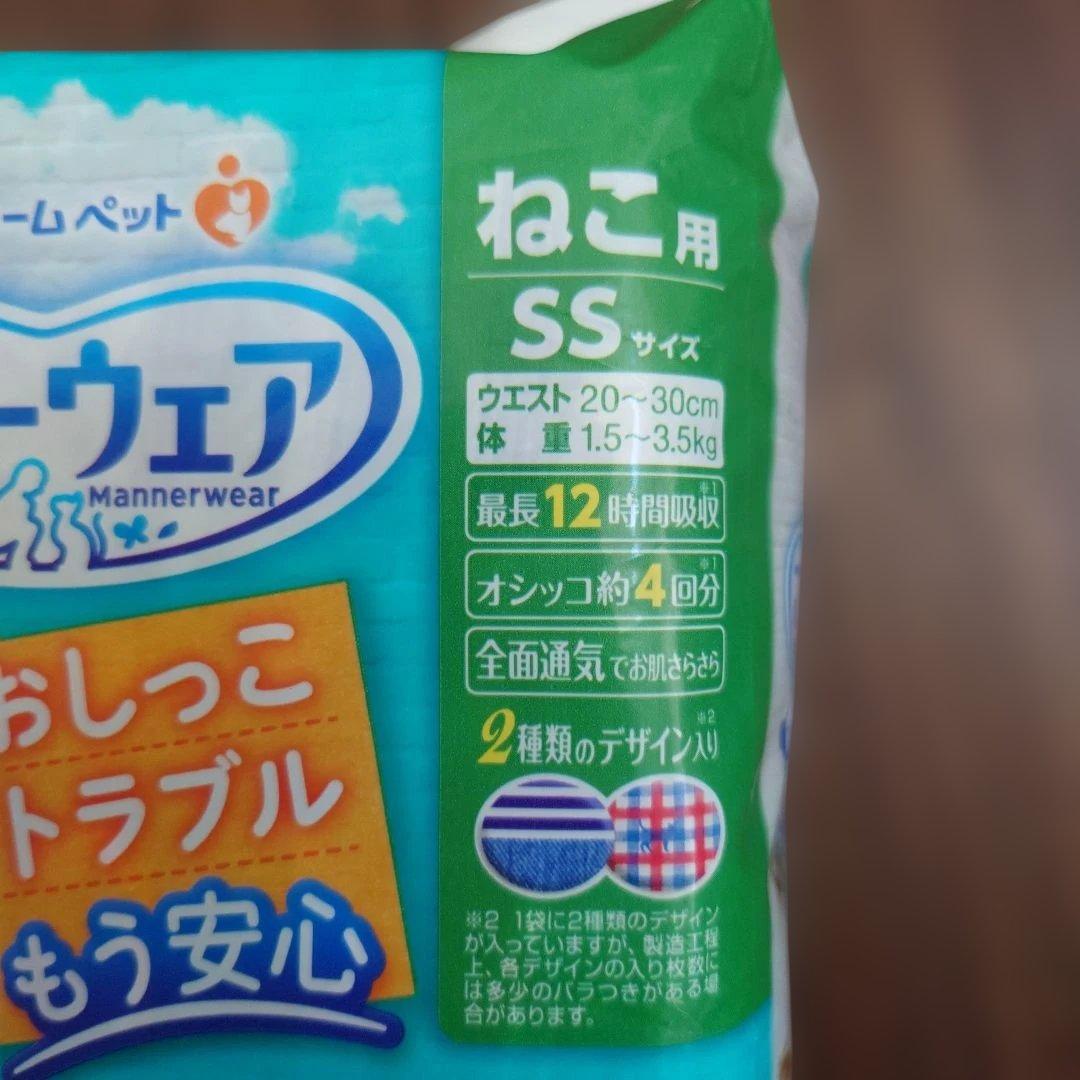 ームペット
ーウェア
Mannerwear
おしっこ
トラブル
もう安心
ねこ用
SSサイズ
ウエスト 20～30cm
体重 1.5～3.5kg
最長12時間吸収※1
オシッコ約4回分※1
全面通気でお肌さらさら
2種類のデザイン入り※2
※2 1袋に2種類のデザイン
が入っていますが、製造工程
上、各デザインの入り枚数に
は多少のバラつきがある場
合があります。